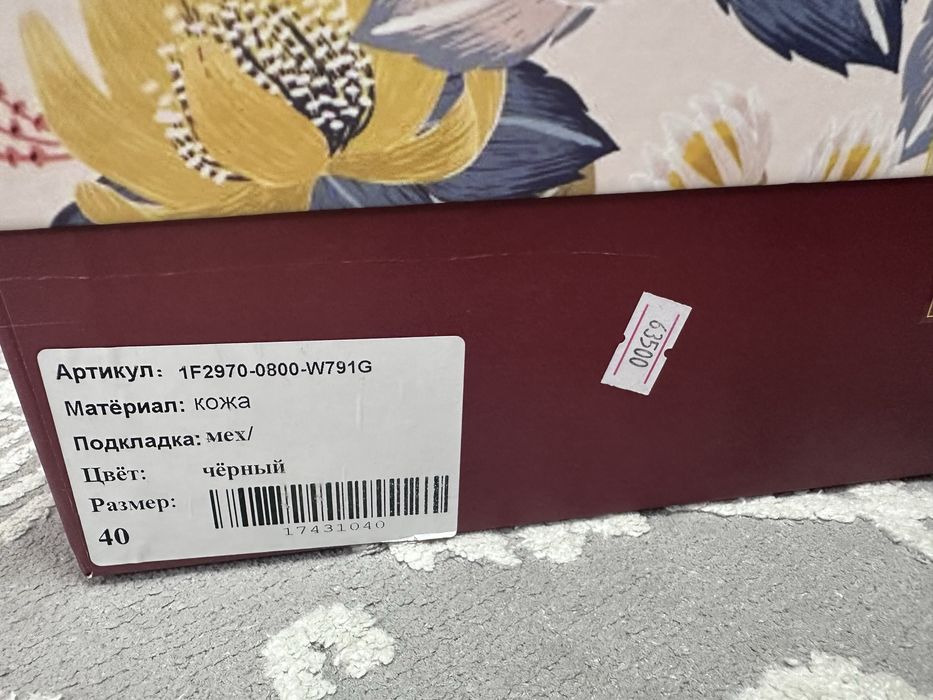 Артикул: 1F2970-0800-W791G
Матёриал: кожа
Подкладка: мех/
Цвёт: чёрный
Размер:
40
17431040
63500